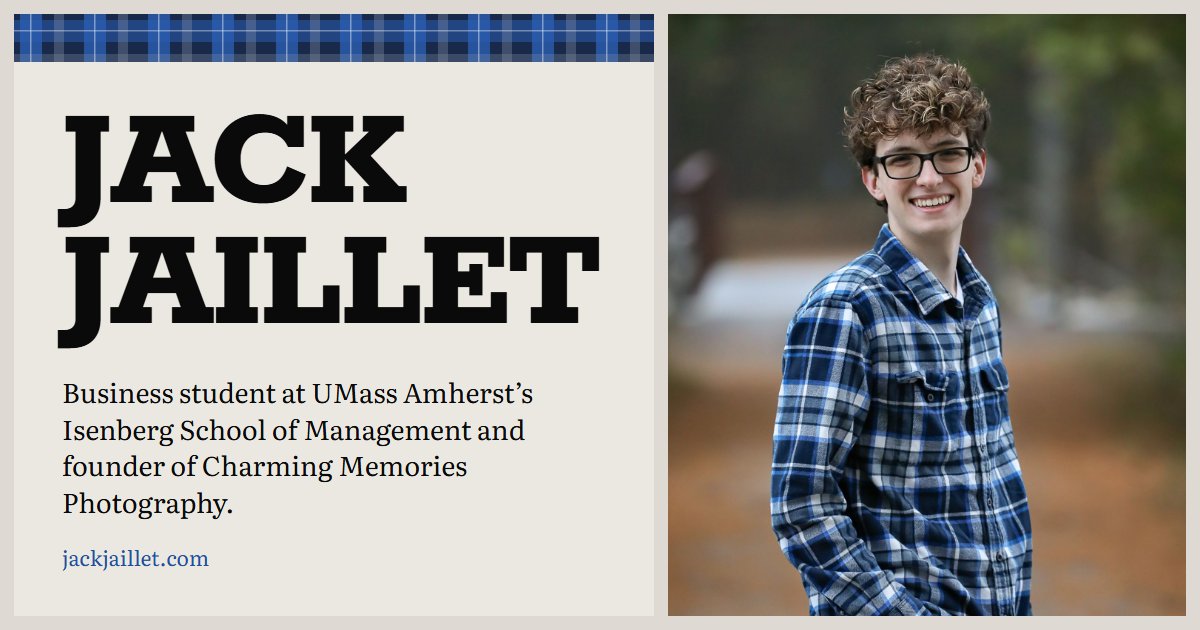 JACK
JAILLET
Business student at UMass Amherst’s
Isenberg School of Management and
founder of Charming Memories
Photography.
jackjaillet.com